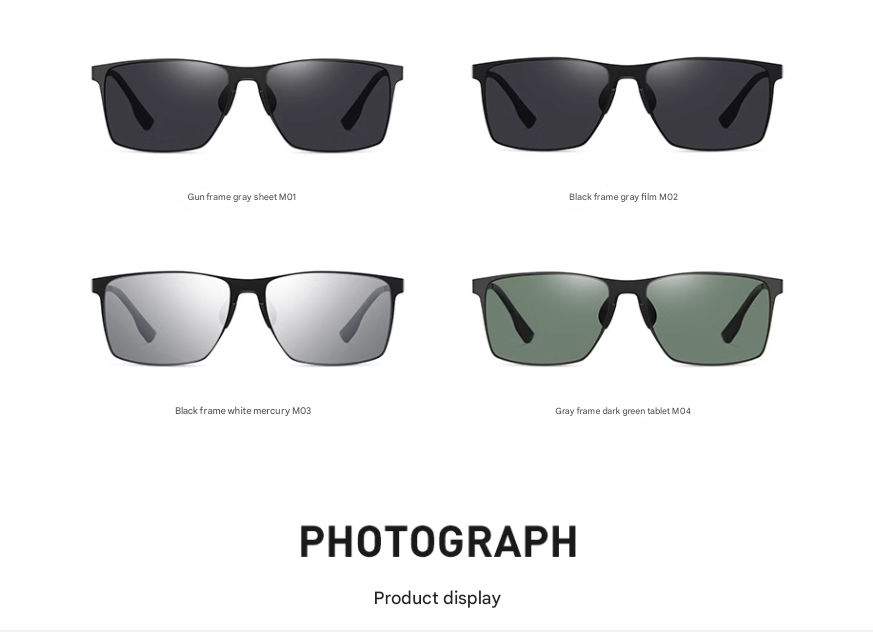 Gun frame gray sheet M01
Black frame gray film M02
Black frame white mercury M03
Gray frame dark green tablet M04
PHOTOGRAPH
Product display